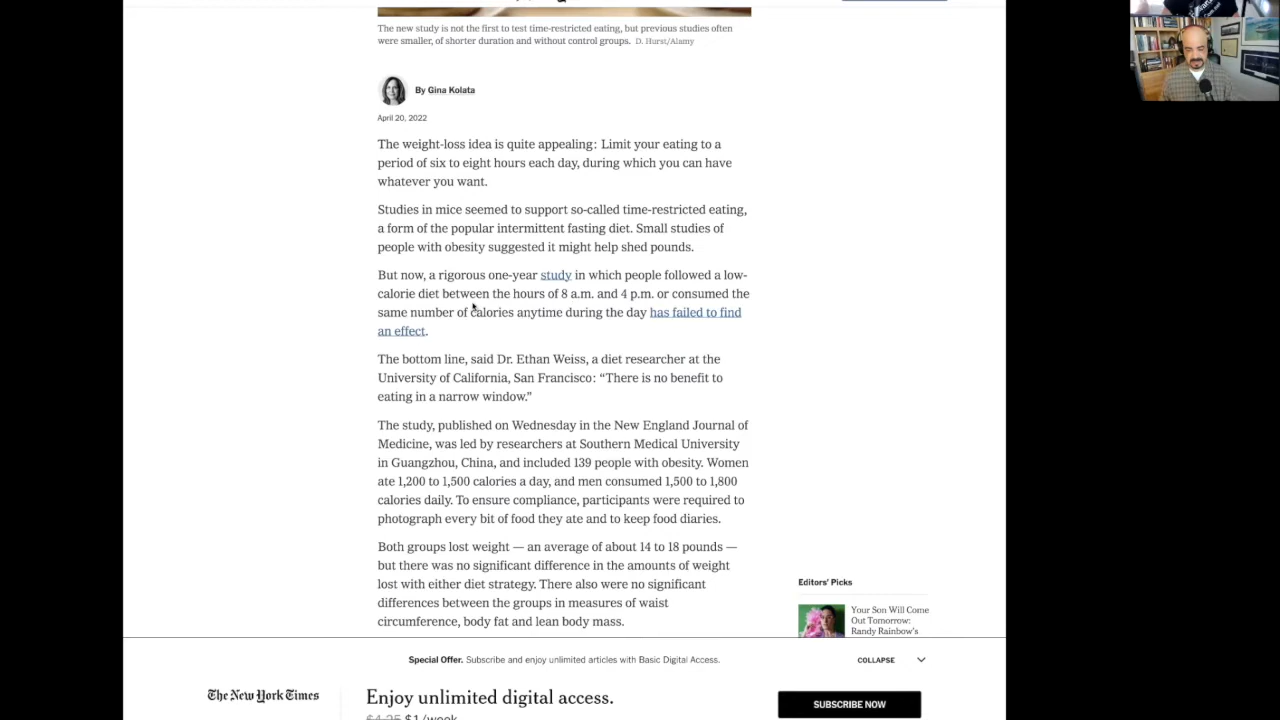 The new study is not the first to test time-restricted eating, but previous studies often
were smaller, of shorter duration and without control groups. D. Hurst/Alamy
By Gina Kolata
April 20, 2022
The weight-loss idea is quite appealing: Limit your eating to a
period of six to eight hours each day, during which you can have
whatever you want.
Studies in mice seemed to support so-called time-restricted eating,
a form of the popular intermittent fasting diet. Small studies of
people with obesity suggested it might help shed pounds.
But now, a rigorous one-year study in which people followed a low-
calorie diet between the hours of 8 a.m. and 4 p.m. or consumed the
same number of calories anytime during the day has failed to find
an effect.
The bottom line, said Dr. Ethan Weiss, a diet researcher at the
University of California, San Francisco: “There is no benefit to
eating in a narrow window.”
The study, published on Wednesday in the New England Journal of
Medicine, was led by researchers at Southern Medical University
in Guangzhou, China, and included 139 people with obesity. Women
ate 1,200 to 1,500 calories a day, and men consumed 1,500 to 1,800
calories daily. To ensure compliance, participants were required to
photograph every bit of food they ate and to keep food diaries.
Both groups lost weight — an average of about 14 to 18 pounds —
but there was no significant difference in the amounts of weight
lost with either diet strategy. There also were no significant
differences between the groups in measures of waist
circumference, body fat and lean body mass.
Editors’ Picks
Your Son Will Come
Out Tomorrow:
Randy Rainbow’s
Special Offer. Subscribe and enjoy unlimited articles with Basic Digital Access.
COLLAPSE
The New York Times
Enjoy unlimited digital access.
$4.25 $1/week
SUBSCRIBE NOW